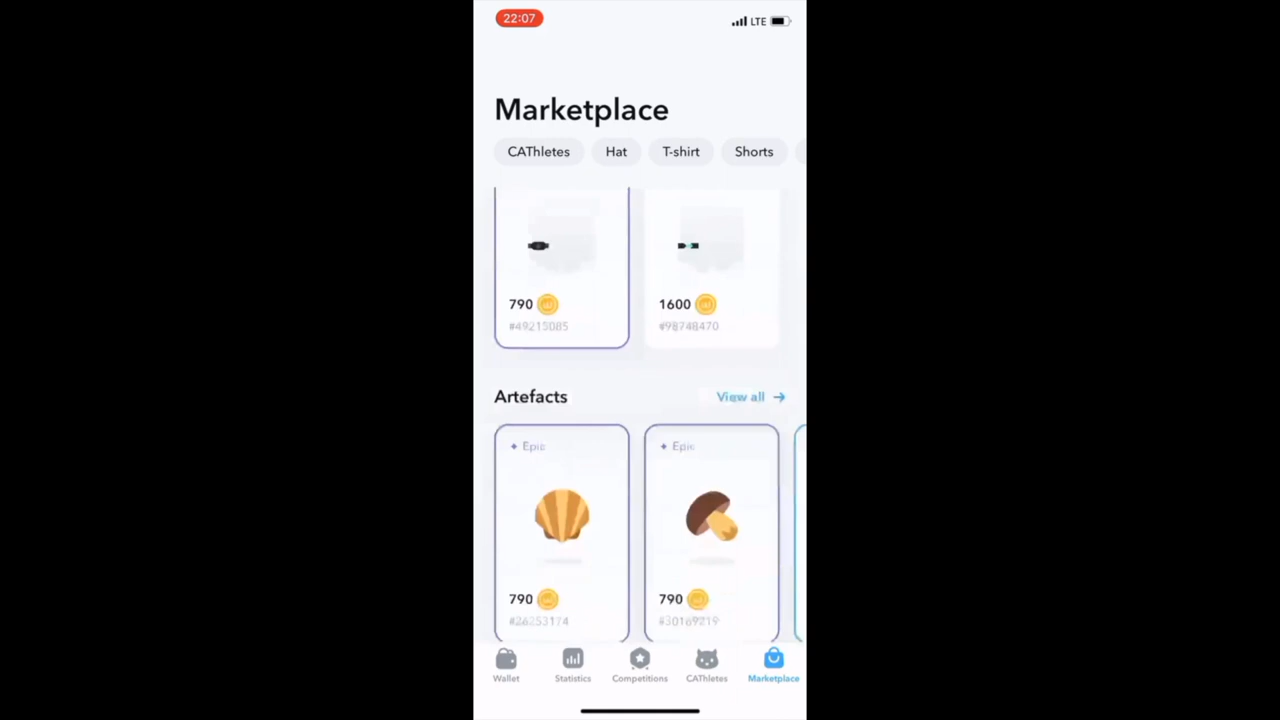 22:07
LTE
Marketplace
CAThletes Hat T-shirt Shorts
790 1600
#49215085 #98748470
Artefacts View all →
Epic Epic
790 790
#26253174 #30169219
Wallet Statistics Competitions CAThletes Marketplace